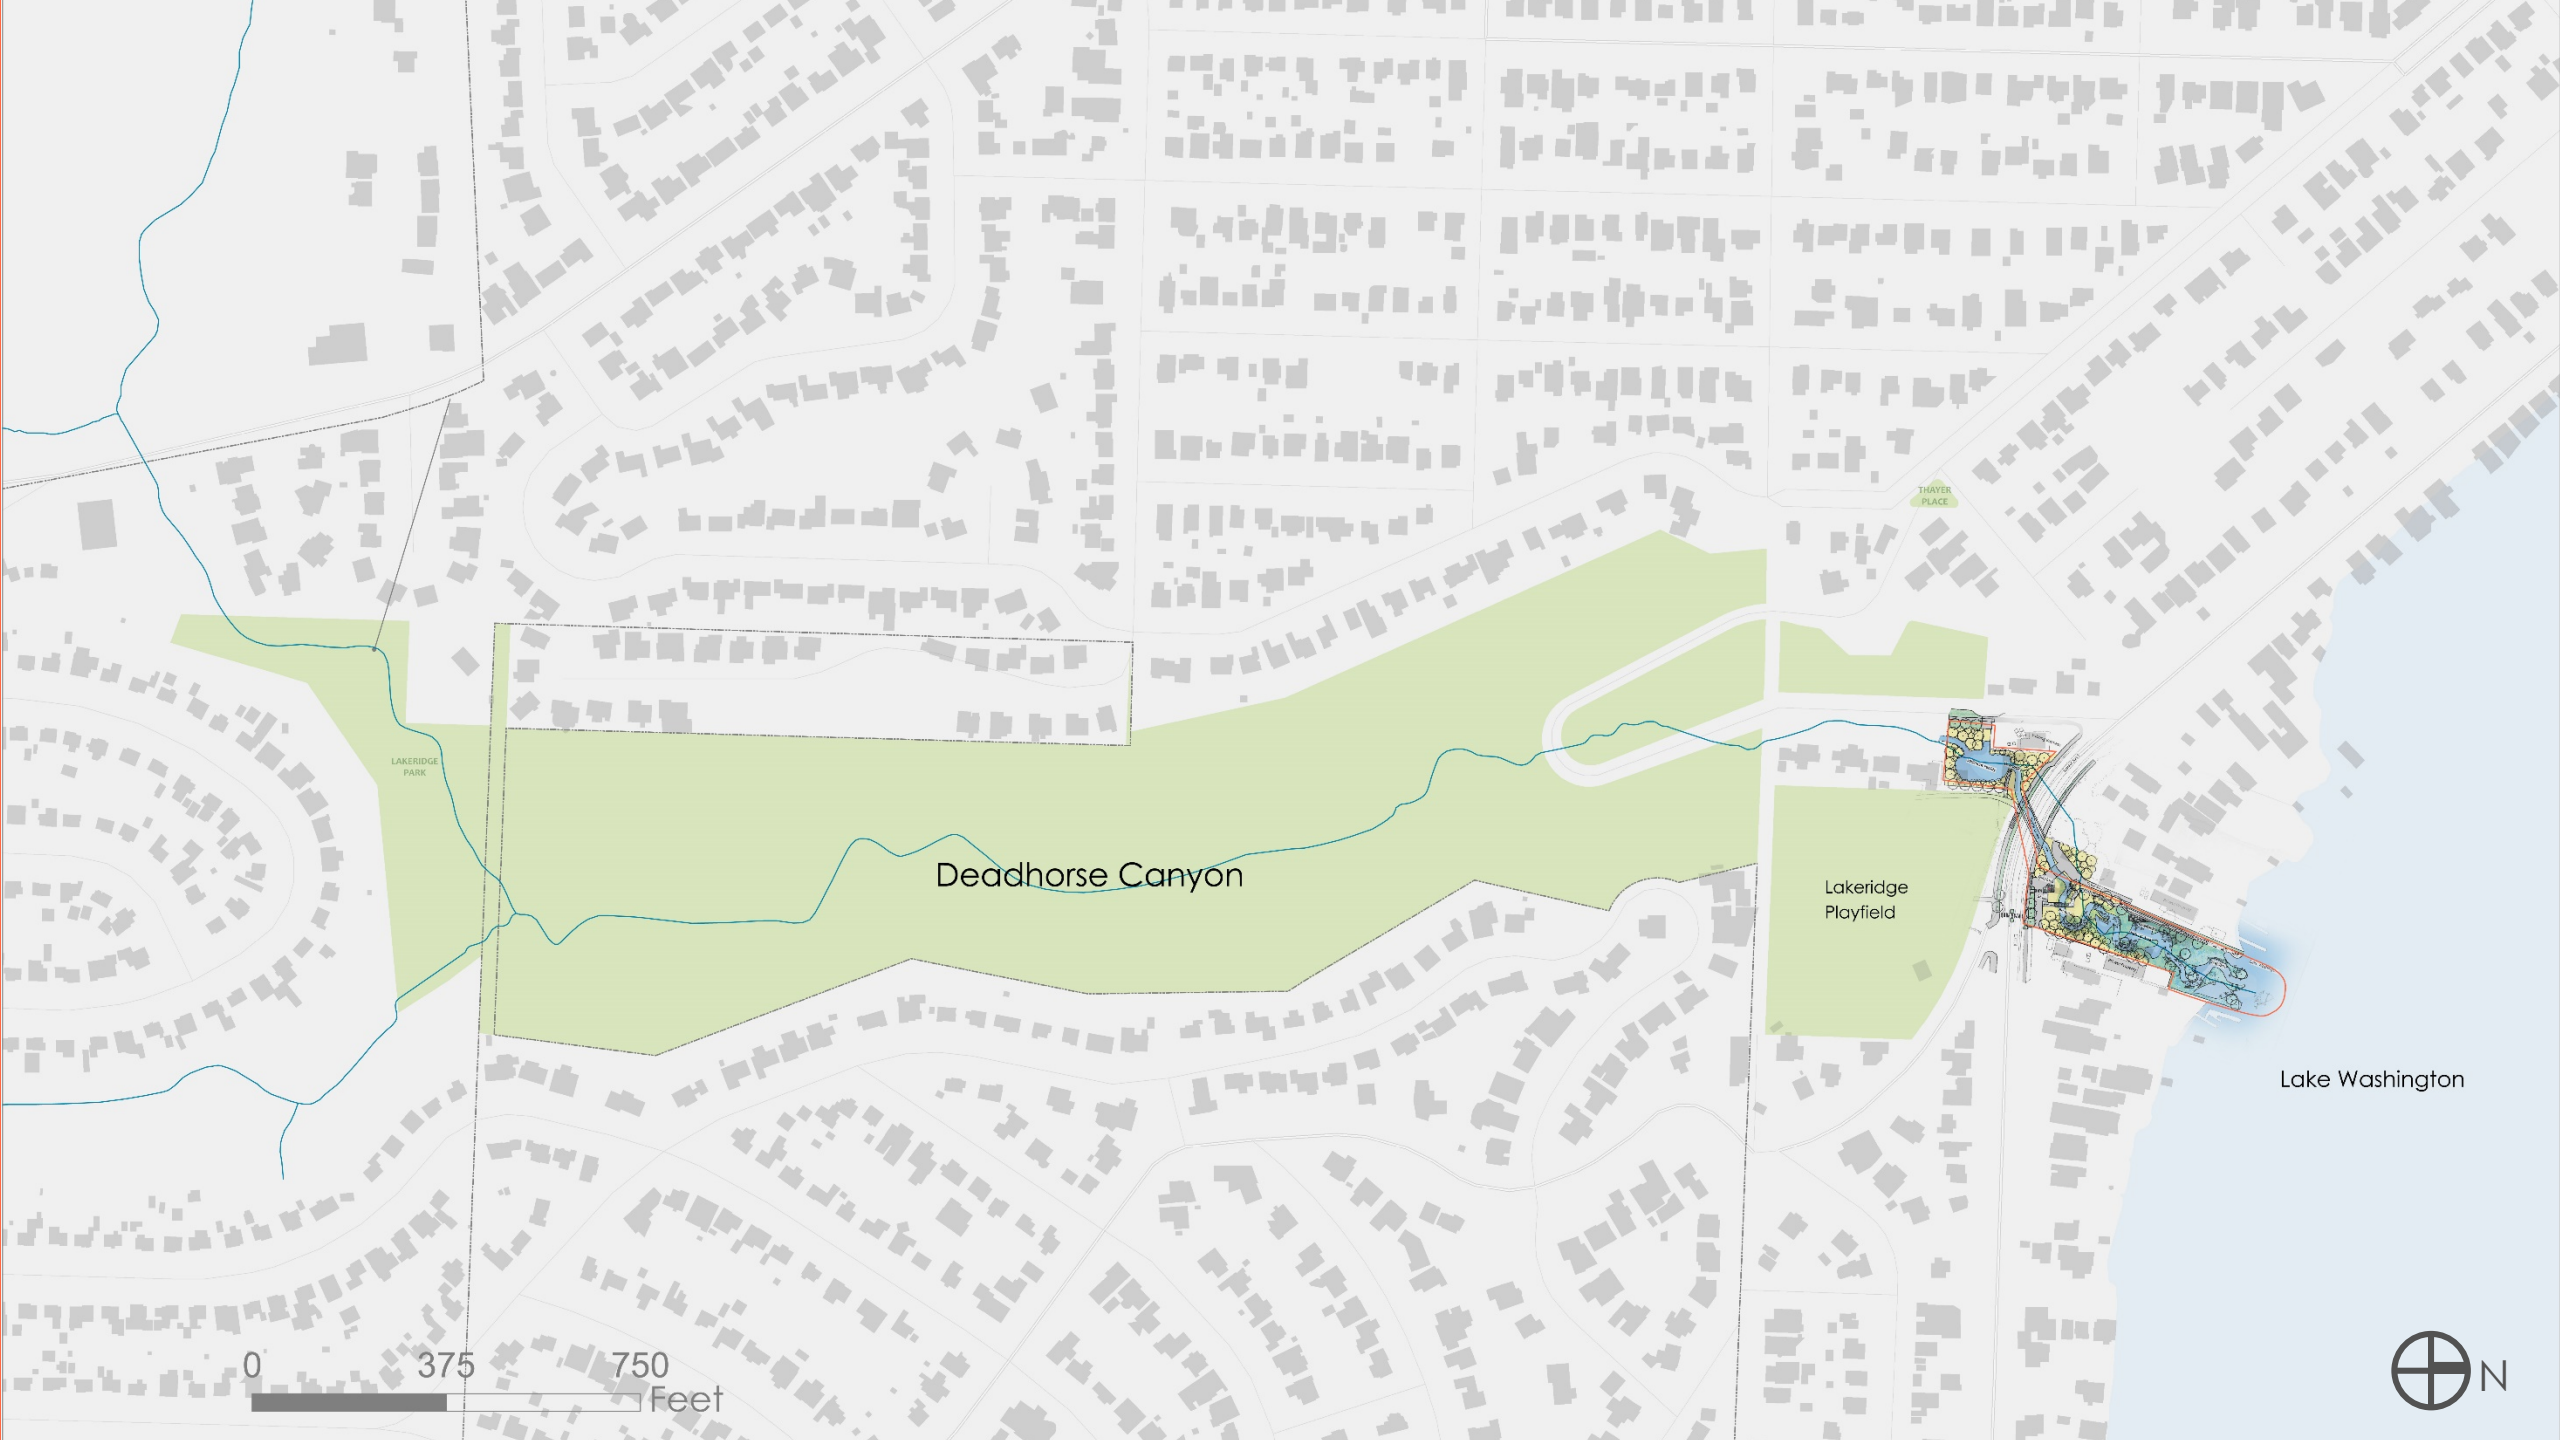 THAYER
PLACE
LAKERIDGE
PARK
Deadhorse Canyon
Lakeridge
Playfield
Lake Washington
0 375 750
Feet
N